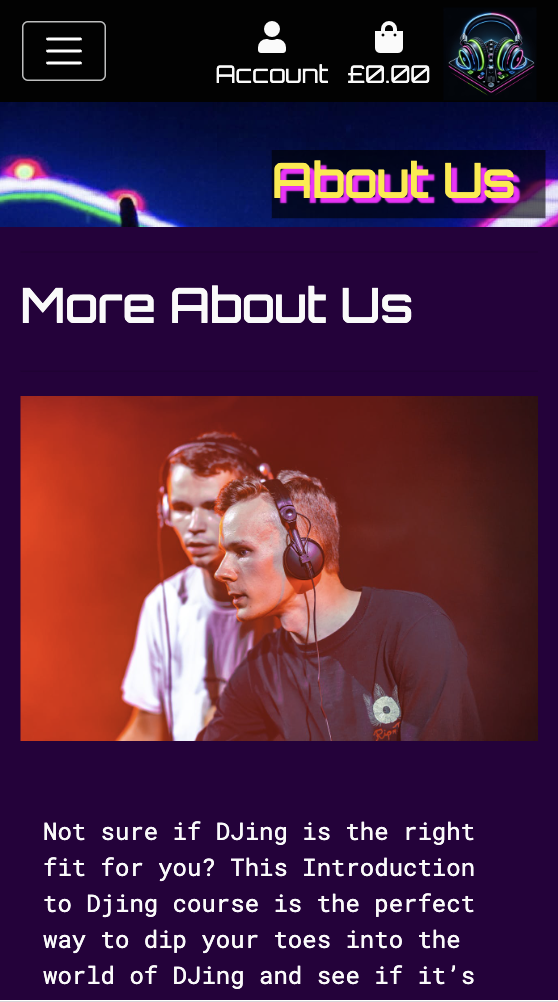 Account £0.00
About Us
More About Us
Not sure if DJing is the right
fit for you? This Introduction
to Djing course is the perfect
way to dip your toes into the
world of DJing and see if it’s